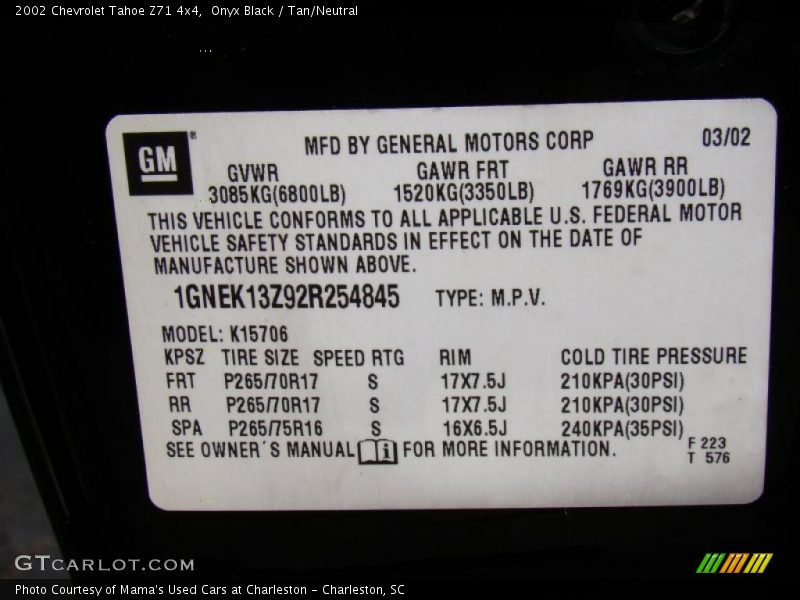 2002 Chevrolet Tahoe Z71 4x4, Onyx Black / Tan/Neutral
GM®
MFD BY GENERAL MOTORS CORP 03/02
GVWR GAWR FRT GAWR RR
3085KG(6800LB) 1520KG(3350LB) 1769KG(3900LB)
THIS VEHICLE CONFORMS TO ALL APPLICABLE U.S. FEDERAL MOTOR
VEHICLE SAFETY STANDARDS IN EFFECT ON THE DATE OF
MANUFACTURE SHOWN ABOVE.
1GNEK13Z92R254845 TYPE: M.P.V.
MODEL: K15706
KPSZ TIRE SIZE SPEED RTG RIM COLD TIRE PRESSURE
FRT P265/70R17 S 17X7.5J 210KPA(30PSI)
RR P265/70R17 S 17X7.5J 210KPA(30PSI)
SPA P265/75R16 S 16X6.5J 240KPA(35PSI)
SEE OWNER´S MANUAL i FOR MORE INFORMATION.
F 223
T 576
GTCARLOT.COM
Photo Courtesy of Mama's Used Cars at Charleston - Charleston, SC